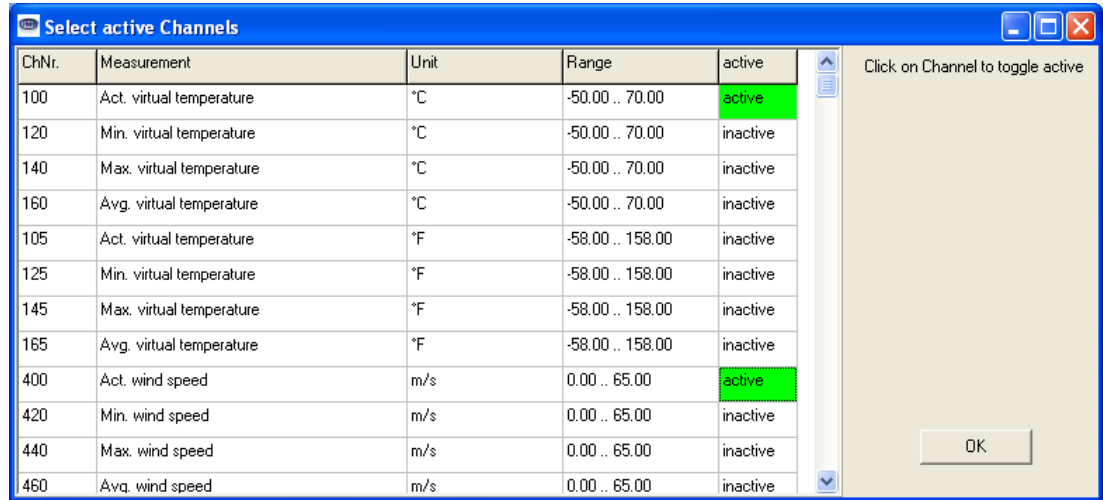 Select active Channels
ChNr. Measurement Unit Range active
Click on Channel to toggle active
100 Act. virtual temperature °C -50.00 .. 70.00 active
120 Min. virtual temperature °C -50.00 .. 70.00 inactive
140 Max. virtual temperature °C -50.00 .. 70.00 inactive
160 Avg. virtual temperature °C -50.00 .. 70.00 inactive
105 Act. virtual temperature °F -58.00 .. 158.00 inactive
125 Min. virtual temperature °F -58.00 .. 158.00 inactive
145 Max. virtual temperature °F -58.00 .. 158.00 inactive
165 Avg. virtual temperature °F -58.00 .. 158.00 inactive
400 Act. wind speed m/s 0.00 .. 65.00 active
420 Min. wind speed m/s 0.00 .. 65.00 inactive
440 Max. wind speed m/s 0.00 .. 65.00 inactive
OK
460 Avg. wind speed m/s 0.00 .. 65.00 inactive